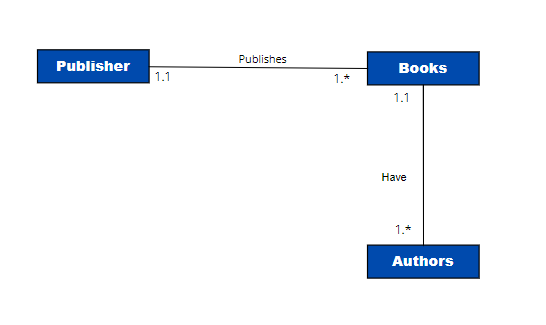 Publisher
Publishes
Books
1.1
1.*
1.1
Have
1.*
Authors